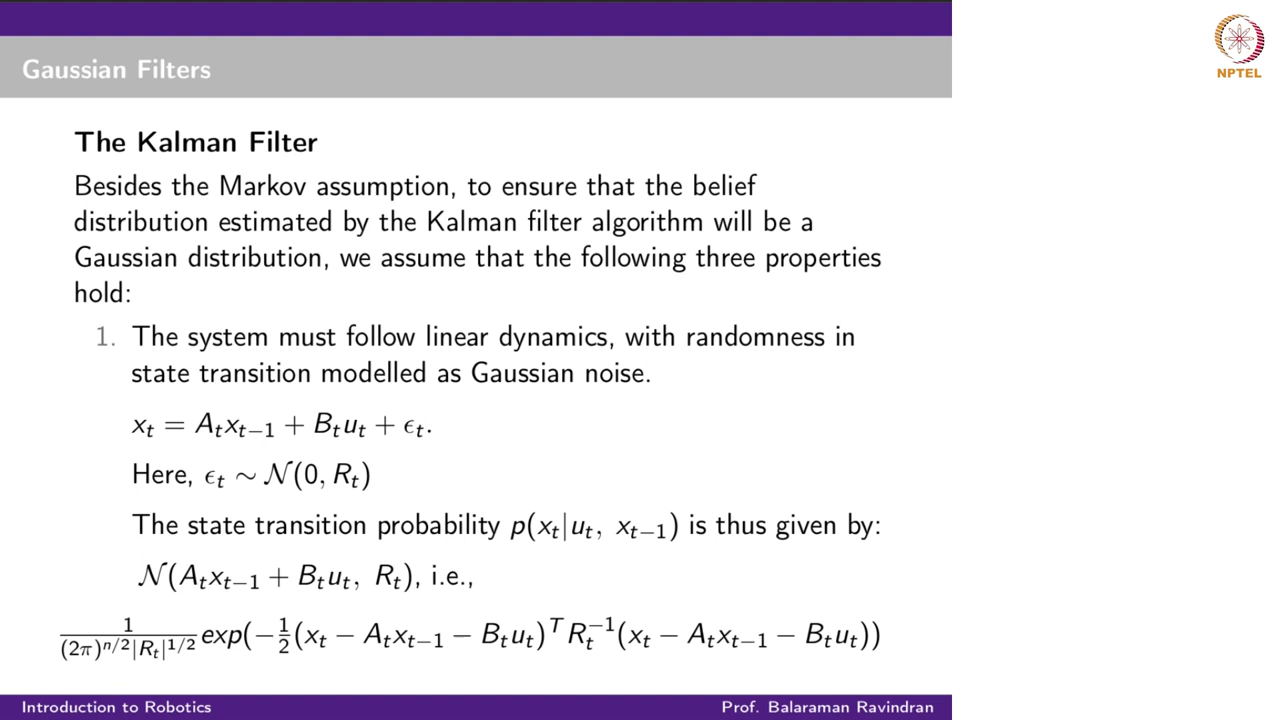 Gaussian Filters
NPTEL
The Kalman Filter
Besides the Markov assumption, to ensure that the belief
distribution estimated by the Kalman filter algorithm will be a
Gaussian distribution, we assume that the following three properties
hold:
1. The system must follow linear dynamics, with randomness in
state transition modelled as Gaussian noise.
x_t = A_t x_{t−1} + B_t u_t + ϵ_t.
Here, ϵ_t ∼ 𝒩(0, R_t)
The state transition probability p(x_t|u_t, x_{t−1}) is thus given by:
𝒩(A_t x_{t−1} + B_t u_t, R_t), i.e.,
\frac{1}{(2π)^{n/2}|R_t|^{1/2}} exp(−\frac{1}{2}(x_t − A_t x_{t−1} − B_t u_t)^T R_t^{−1}(x_t − A_t x_{t−1} − B_t u_t))
Introduction to Robotics
Prof. Balaraman Ravindran